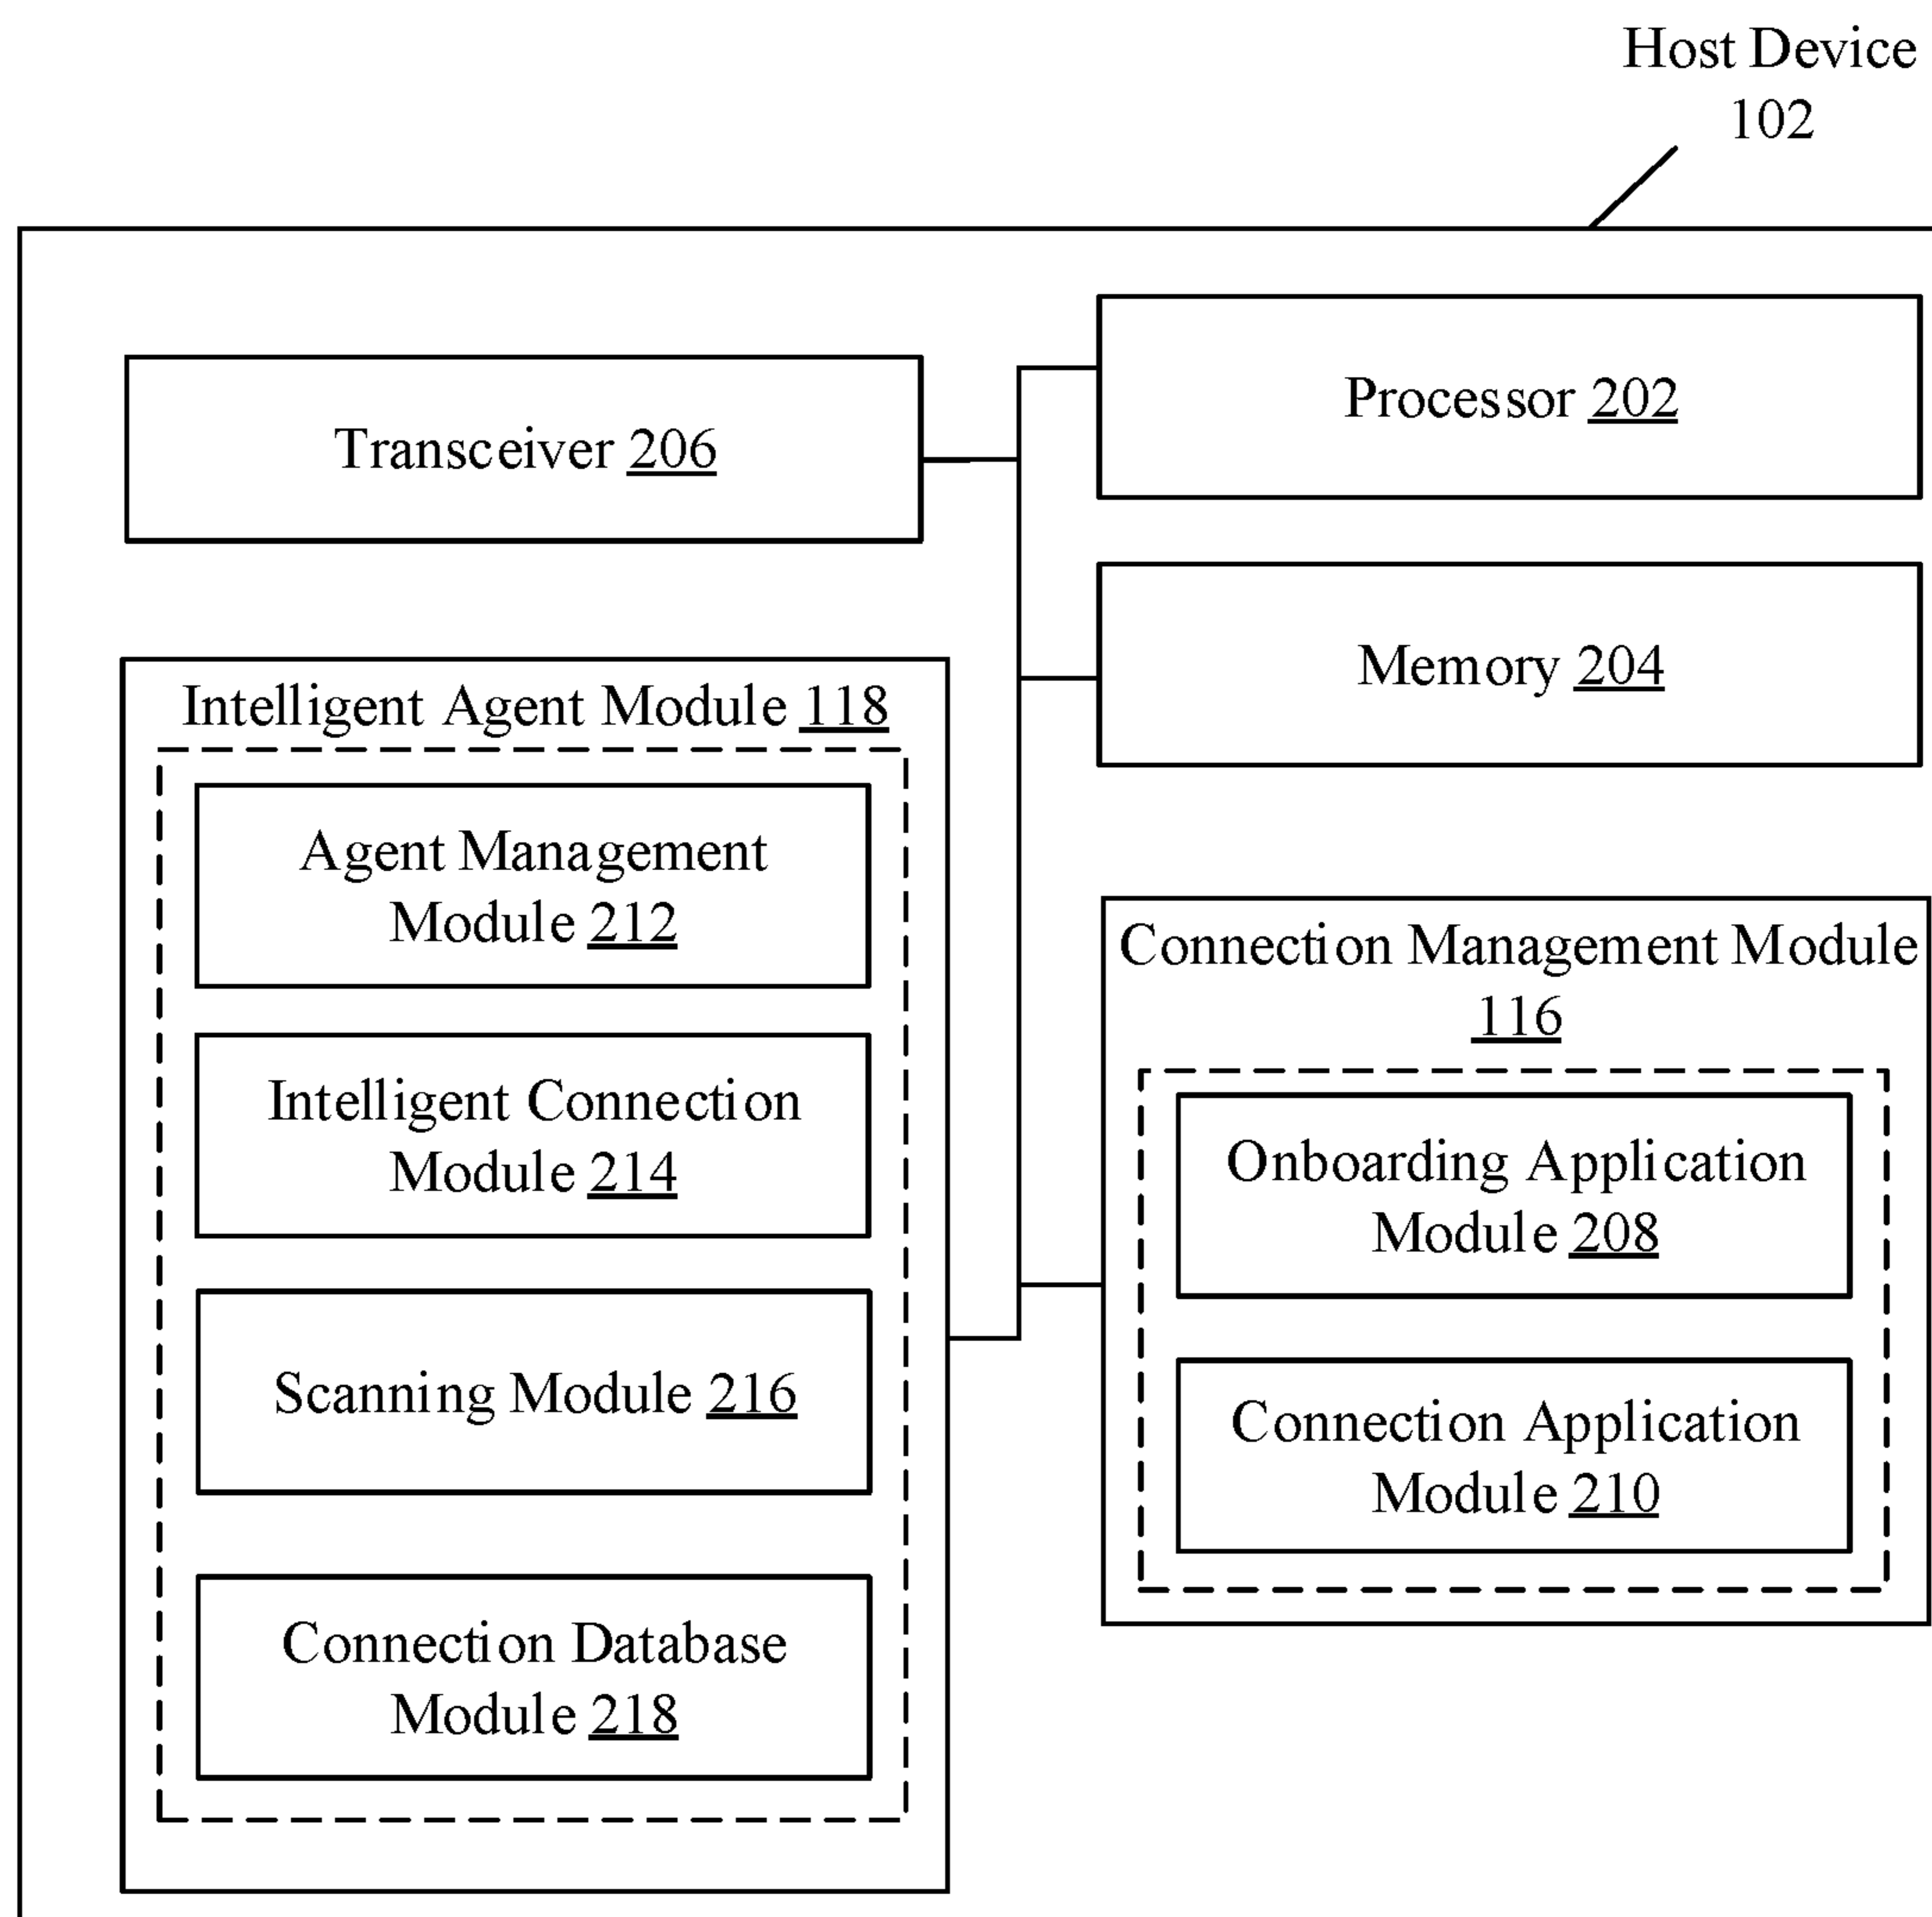 Host Device
102
Transceiver 206
Processor 202
Memory 204
Intelligent Agent Module 118
Agent Management
Module 212
Intelligent Connection
Module 214
Scanning Module 216
Connection Database
Module 218
Connection Management Module
116
Onboarding Application
Module 208
Connection Application
Module 210